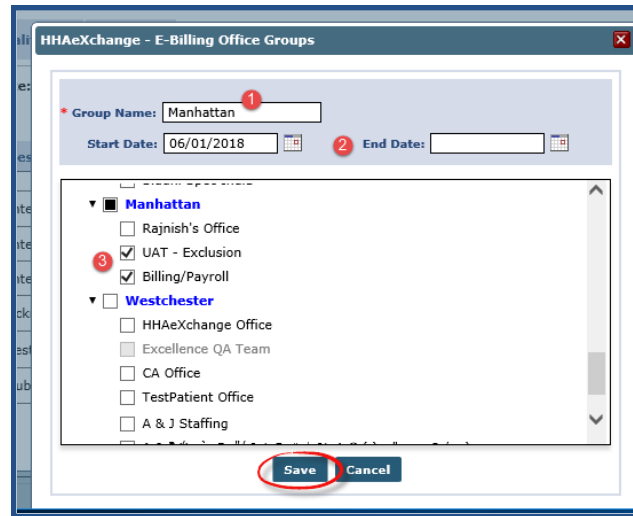 HHAeXchange - E-Billing Office Groups
* Group Name: Manhattan 1
Start Date: 06/01/2018 2 End Date:
Manhattan
Rajnish's Office
3 UAT - Exclusion
Billing/Payroll
Westchester
HHAeXchange Office
Excellence QA Team
CA Office
TestPatient Office
A & J Staffing
Save Cancel